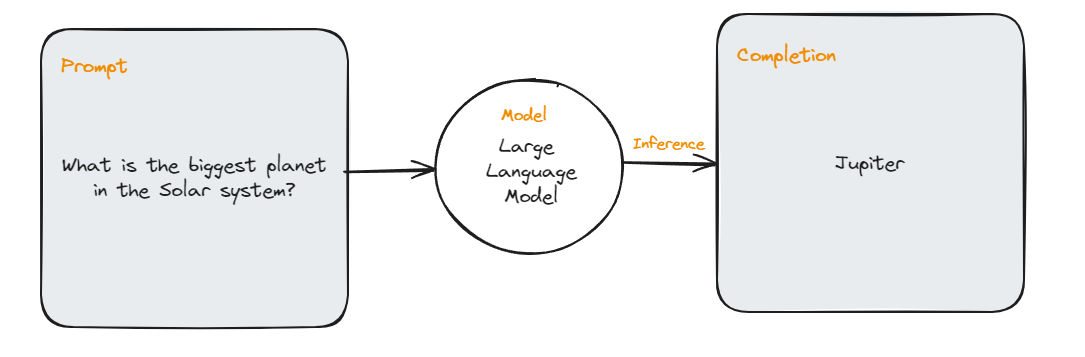 Prompt
What is the biggest planet
in the Solar system?
Model
Large
Language
Model
Inference
Completion
Jupiter